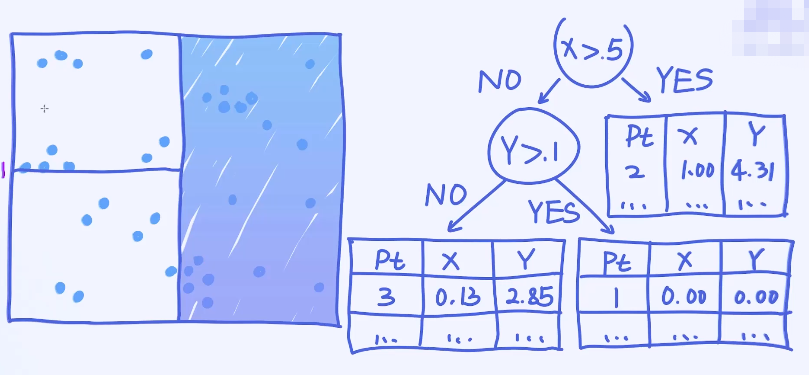 X>.5
NO
YES
Y>.1
NO
YES
Pt X Y
2 1.00 4.31
... ... ...
Pt X Y
3 0.13 2.85
... ... ...
Pt X Y
1 0.00 0.00
... ... ...